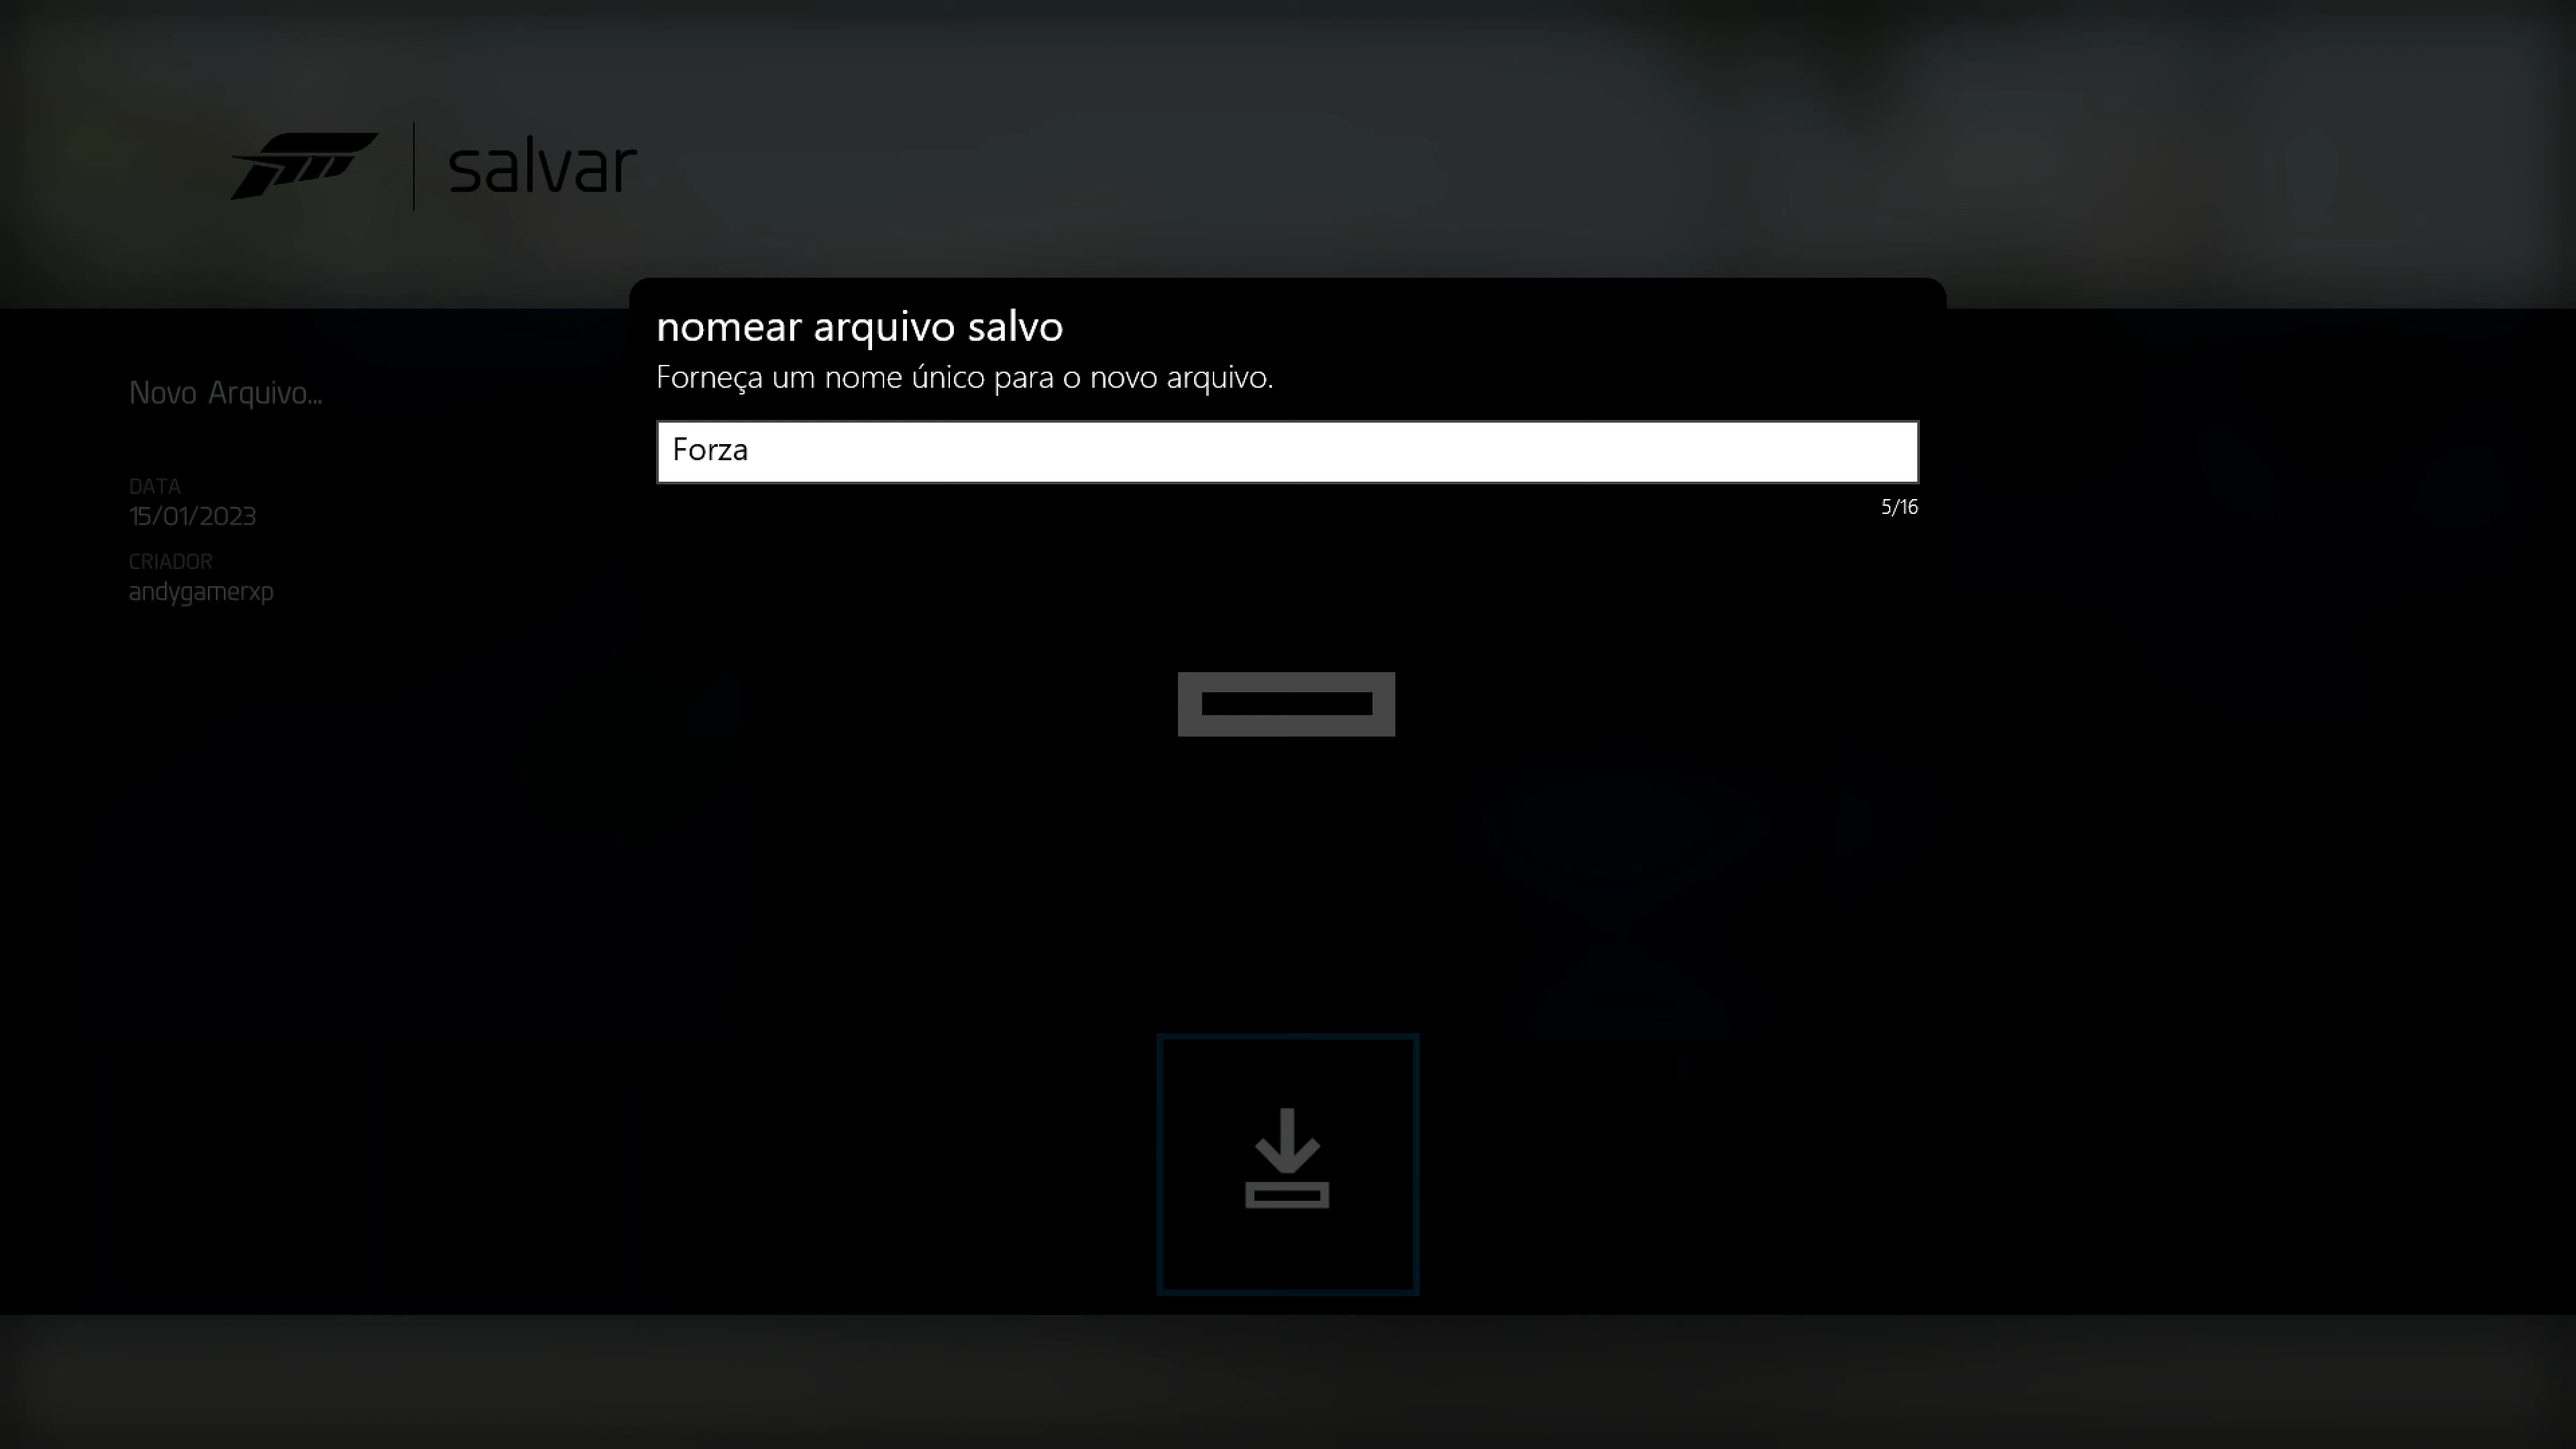 salvar
nomear arquivo salvo
Forneça um nome único para o novo arquivo.
Forza
5/16
Novo Arquivo...
DATA
15/01/2023
CRIADOR
andygamerxp